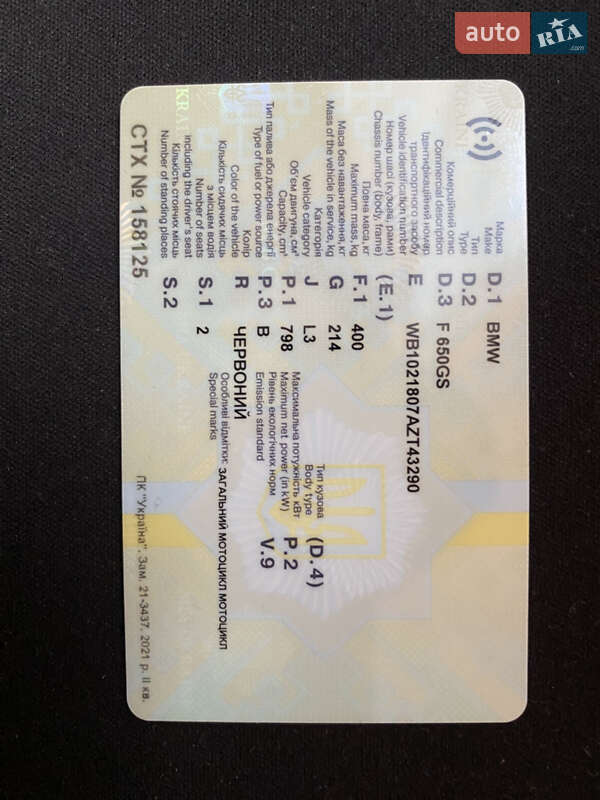 auto RIA.com
KRAI
Марка
Make
D.1 BMW
Тип
Type
D.2
Комерційний опис
Commercial description
D.3 F 650GS
Ідентифікаційний номер
транспортного засобу
Vehicle identification number
E WB1021807AZT43290
Номер шасі (кузова, рами)
Chassis number (body, frame)
(E.1)
Повна маса, кг
Maximum mass, kg
F.1 400
Маса без навантаження, кг
Mass of the vehicle in service, kg
G 214
Категорія
Vehicle category
J L3
Тип кузова
Body type
(D.4)
Об'єм двигуна, см³
Capacity, cm³
P.1 798
Максимальна потужність кВт
Maximum net power (in kW)
P.2
Тип палива або джерела енергії
Type of fuel or power source
P.3 B
Рівень екологічних норм
Emission standard
V.9
Колір
Color of the vehicle
R ЧЕРВОНИЙ
Кількість сидячих місць
з місцем водія
Number of seats
including the driver's seat
S.1 2
Особливі відмітки: ЗАГАЛЬНИЙ МОТОЦИКЛ МОТОЦИКЛ
Special marks
Кількість стоячих місць
Number of standing places
S.2
СТХ № 158125
ПК "Україна". Зам. 21-3437. 2021 р. II кв.